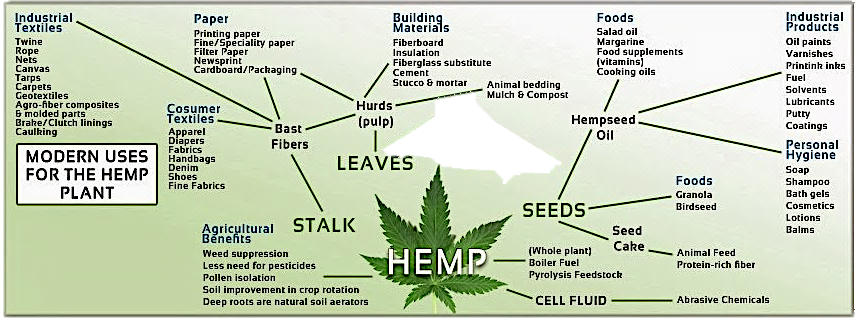 Industrial
Textiles
Twine
Rope
Nets
Canvas
Tarps
Carpets
Geotextiles
Agro-fiber composites
& molded parts
Brake/Clutch linings
Caulking
MODERN USES
FOR THE HEMP
PLANT
Paper
Printing paper
Fine/Speciality paper
Filter Paper
Newsprint
Cardboard/Packaging
Cosumer
Textiles
Apparel
Diapers
Fabrics
Handbags
Denim
Shoes
Fine Fabrics
Bast
Fibers
Hurds
(pulp)
LEAVES
STALK
Building
Materials
Fiberboard
Insulation
Fiberglass substitute
Cement
Stucco & mortar
Animal bedding
Mulch & Compost
Foods
Salad oil
Margarine
Food supplements
(vitamins)
Cooking oils
Hempseed
Oil
Industrial
Products
Oil paints
Varnishes
Printink inks
Fuel
Solvents
Lubricants
Putty
Coatings
Personal
Hygiene
Soap
Shampoo
Bath gels
Cosmetics
Lotions
Balms
SEEDS
Foods
Granola
Birdseed
Seed
Cake
Animal Feed
Protein-rich fiber
Agricultural
Benefits
Weed suppression
Less need for pesticides
Pollen isolation
Soil improvement in crop rotation
Deep roots are natural soil aerators
HEMP
(Whole plant)
Boiler Fuel
Pyrolysis Feedstock
CELL FLUID
Abrasive Chemicals